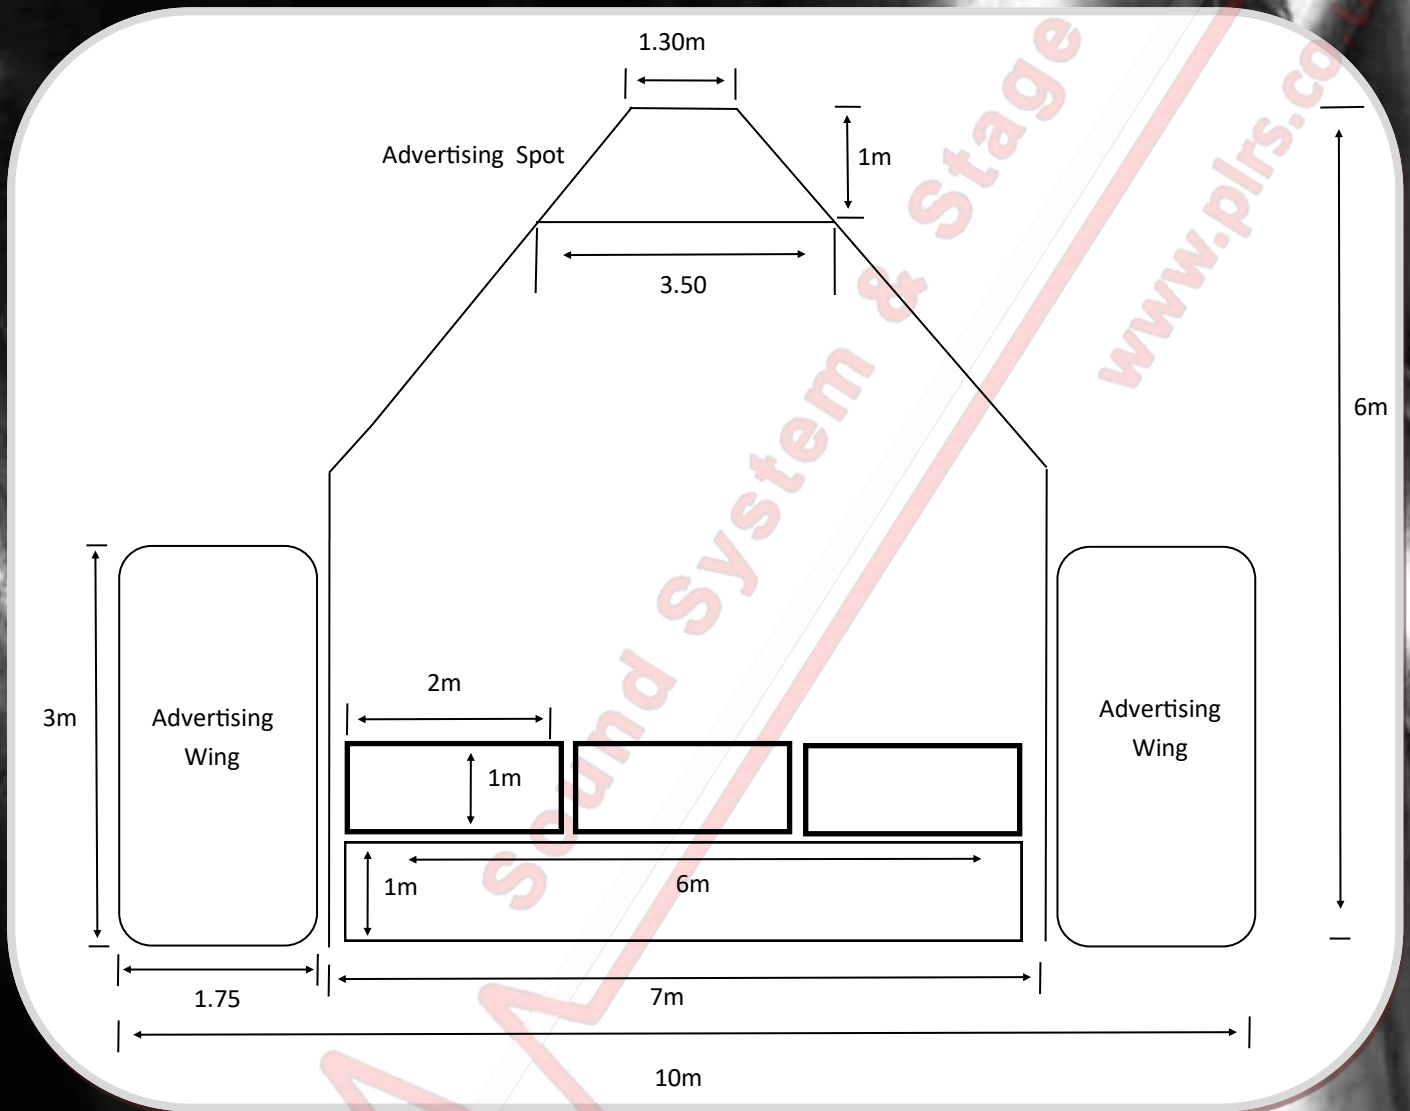 1.30m
Advertising Spot
1m
3.50
6m
2m
3m
Advertising
Wing
Advertising
Wing
1m
1m
6m
1.75
7m
10m
Sound System & Stage
www.plrs.co.u